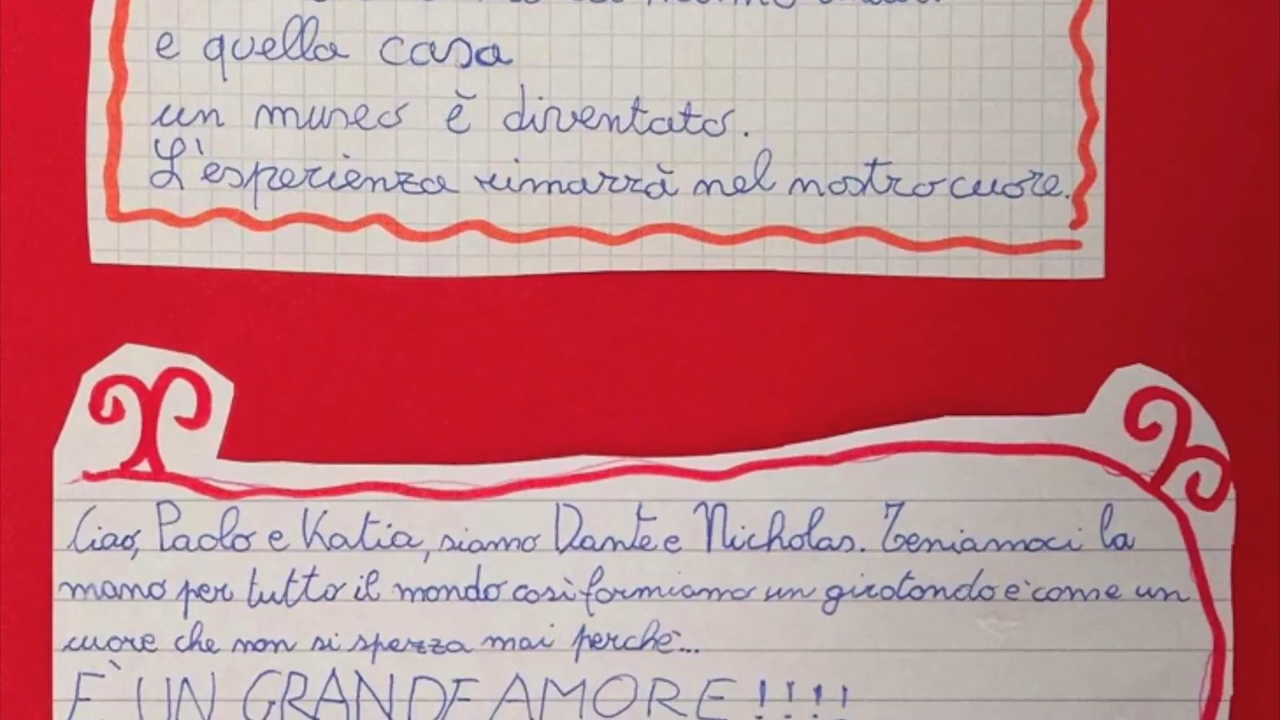 e quella casa
un museo è diventato.
L'esperienza rimarrà nel nostro cuore.
Ciao, Paolo e Katia, siamo Dante e Nicholas. Teniamoci la
mano per tutto il mondo così formiamo un girotondo è come un
cuore che non si spezza mai perchè...
È UN GRANDE AMORE!!!!